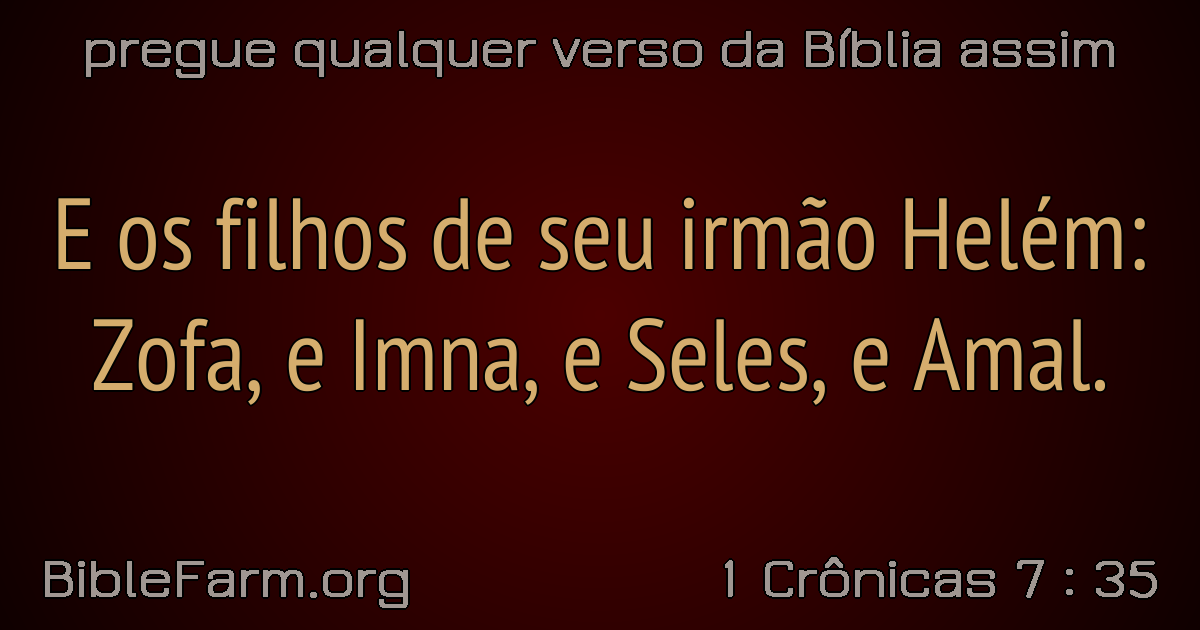 pregue qualquer verso da Bíblia assim
E os filhos de seu irmão Helém:
Zofa, e Imna, e Seles, e Amal.
BibleFarm.org
1 Crônicas 7 : 35